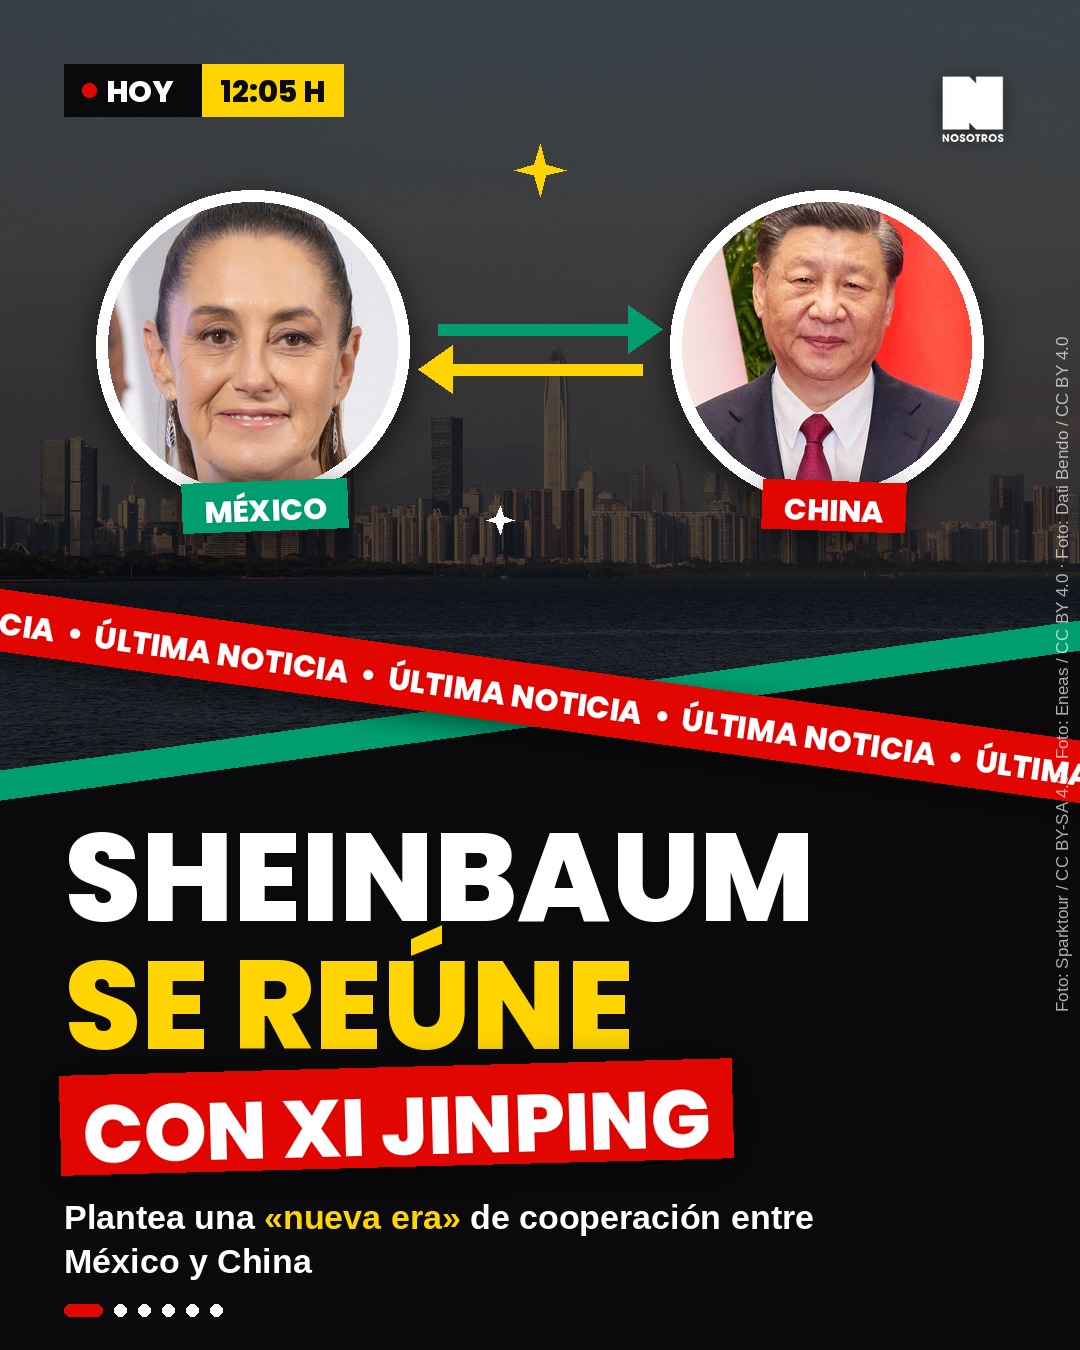 HOY 12:05 H
NOSOTROS
MÉXICO
CHINA
CIA • ÚLTIMA NOTICIA • ÚLTIMA NOTICIA • ÚLTIMA NOTICIA • ÚLTIMA
SHEINBAUM
SE REÚNE
CON XI JINPING
Plantea una «nueva era» de cooperación entre
México y China
Foto: Sparktour / CC BY-SA 4.0 · Foto: Eneas / CC BY 4.0 · Foto: Dati Bendo / CC BY 4.0